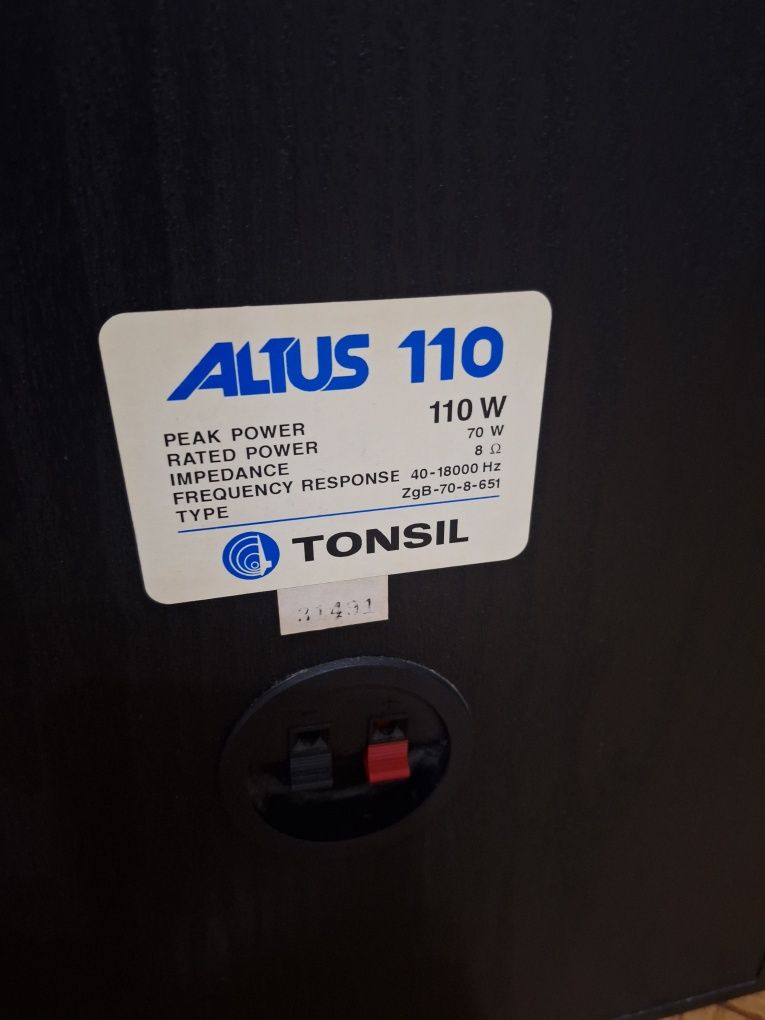 ALTUS 110
PEAK POWER 110 W
RATED POWER 70 W
IMPEDANCE 8 Ω
FREQUENCY RESPONSE 40-18000 Hz
TYPE ZgB-70-8-651
TONSIL